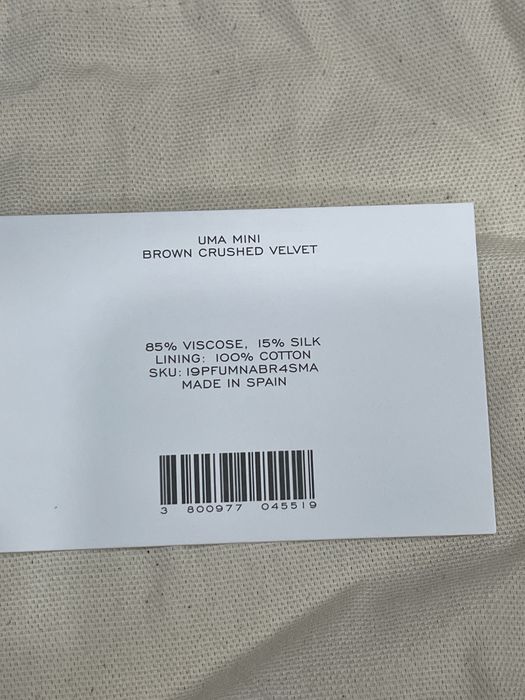 UMA MINI
BROWN CRUSHED VELVET
85% VISCOSE, 15% SILK
LINING: 100% COTTON
SKU: 19PFUMNABR4SMA
MADE IN SPAIN
3 800977 045519